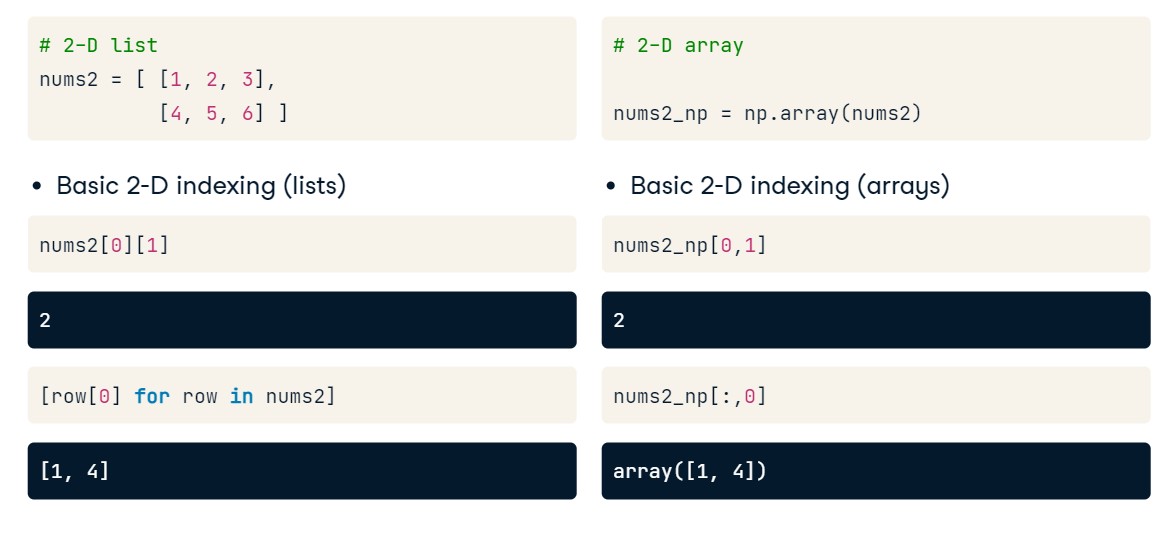 # 2-D list
nums2 = [ [1, 2, 3],
          [4, 5, 6] ]
• Basic 2-D indexing (lists)
nums2[0][1]
2
[row[0] for row in nums2]
[1, 4]
# 2-D array
nums2_np = np.array(nums2)
• Basic 2-D indexing (arrays)
nums2_np[0,1]
2
nums2_np[:,0]
array([1, 4])